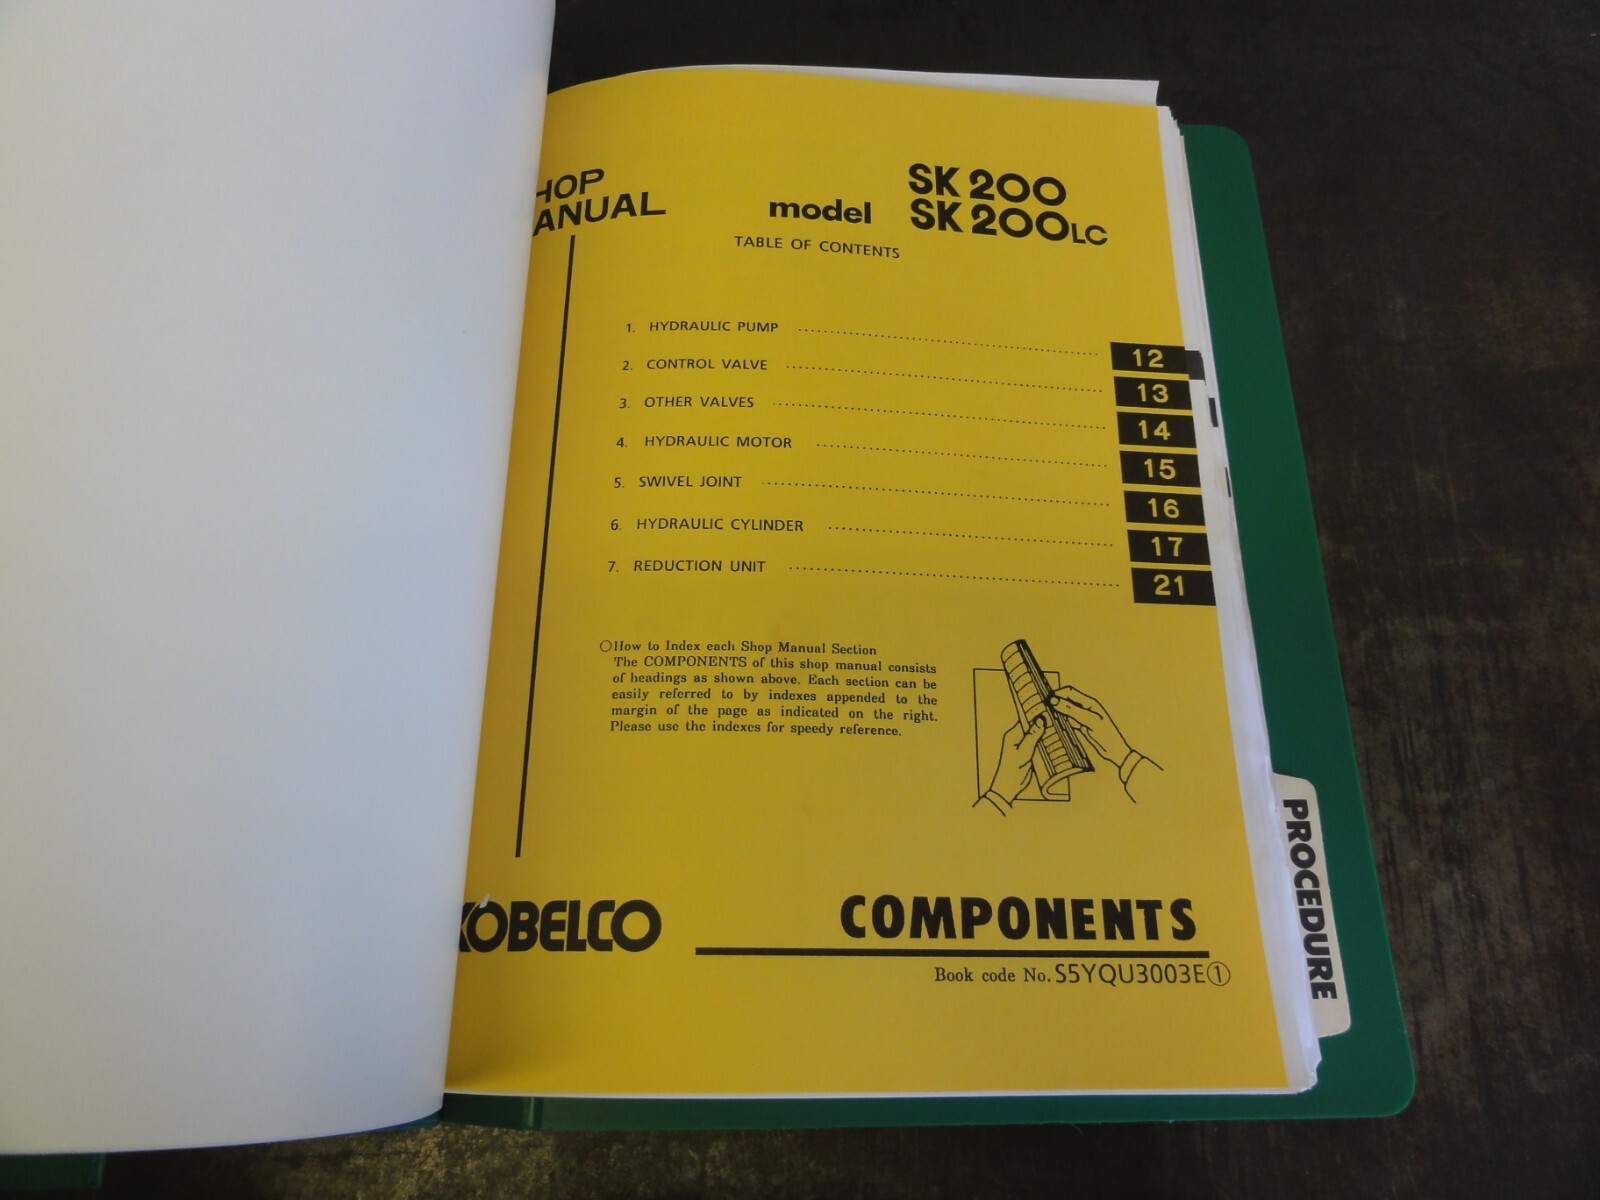 HOP
ANUAL
model
SK 200
SK 200LC
TABLE OF CONTENTS
1. HYDRAULIC PUMP ........ 12
2. CONTROL VALVE ........ 13
3. OTHER VALVES ........ 14
4. HYDRAULIC MOTOR ........ 15
5. SWIVEL JOINT ........ 16
6. HYDRAULIC CYLINDER ........ 17
7. REDUCTION UNIT ........ 21
○How to Index each Shop Manual Section
The COMPONENTS of this shop manual consists
of headings as shown above. Each section can be
easily referred to by indexes appended to the
margin of the page as indicated on the right.
Please use the indexes for speedy reference.
KOBELCO
COMPONENTS
Book code No. S5YQU3003E①
PROCEDURE